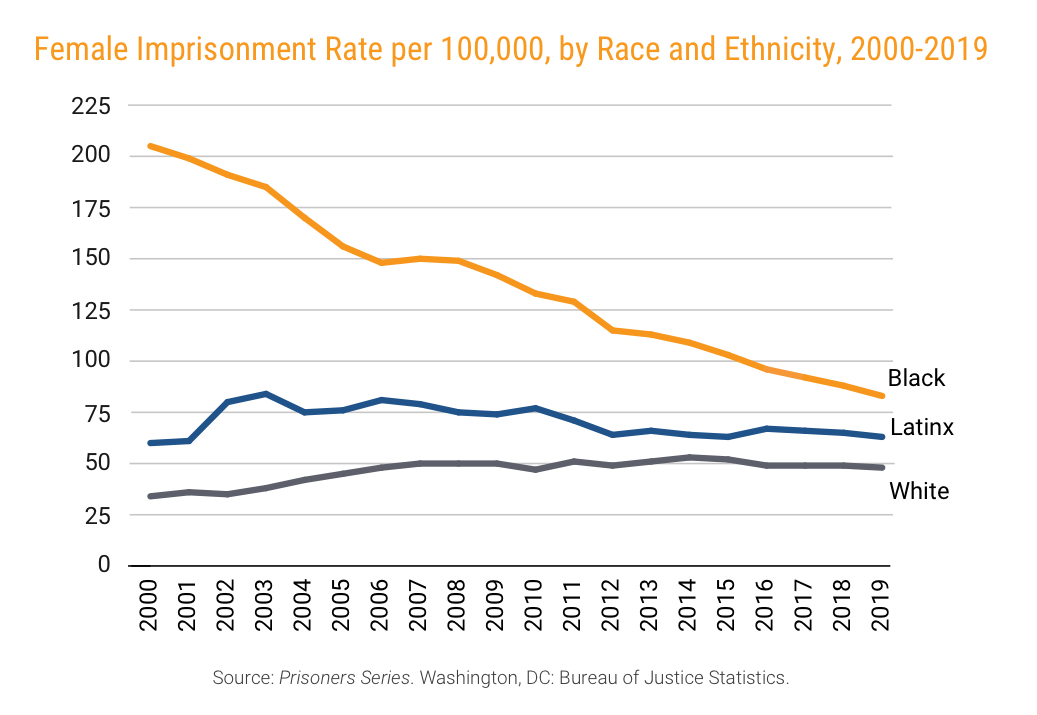 Female Imprisonment Rate per 100,000, by Race and Ethnicity, 2000-2019
225
200
175
150
125
100
75
50
25
0
Black
Latinx
White
2000 2001 2002 2003 2004 2005 2006 2007 2008 2009 2010 2011 2012 2013 2014 2015 2016 2017 2018 2019
Source: Prisoners Series. Washington, DC: Bureau of Justice Statistics.